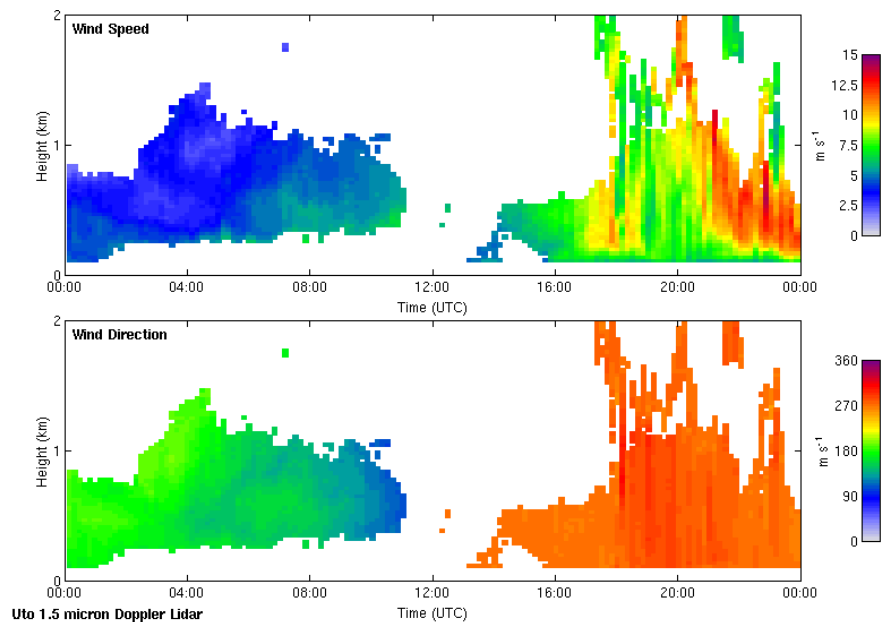 Wind Speed
2
1
0
Height (km)
00:00 04:00 08:00 12:00 16:00 20:00 00:00
Time (UTC)
15
12.5
10
7.5
5
2.5
0
m s-1
Wind Direction
2
1
0
Height (km)
00:00 04:00 08:00 12:00 16:00 20:00 00:00
Time (UTC)
360
270
180
90
0
m s-1
Uto 1.5 micron Doppler Lidar